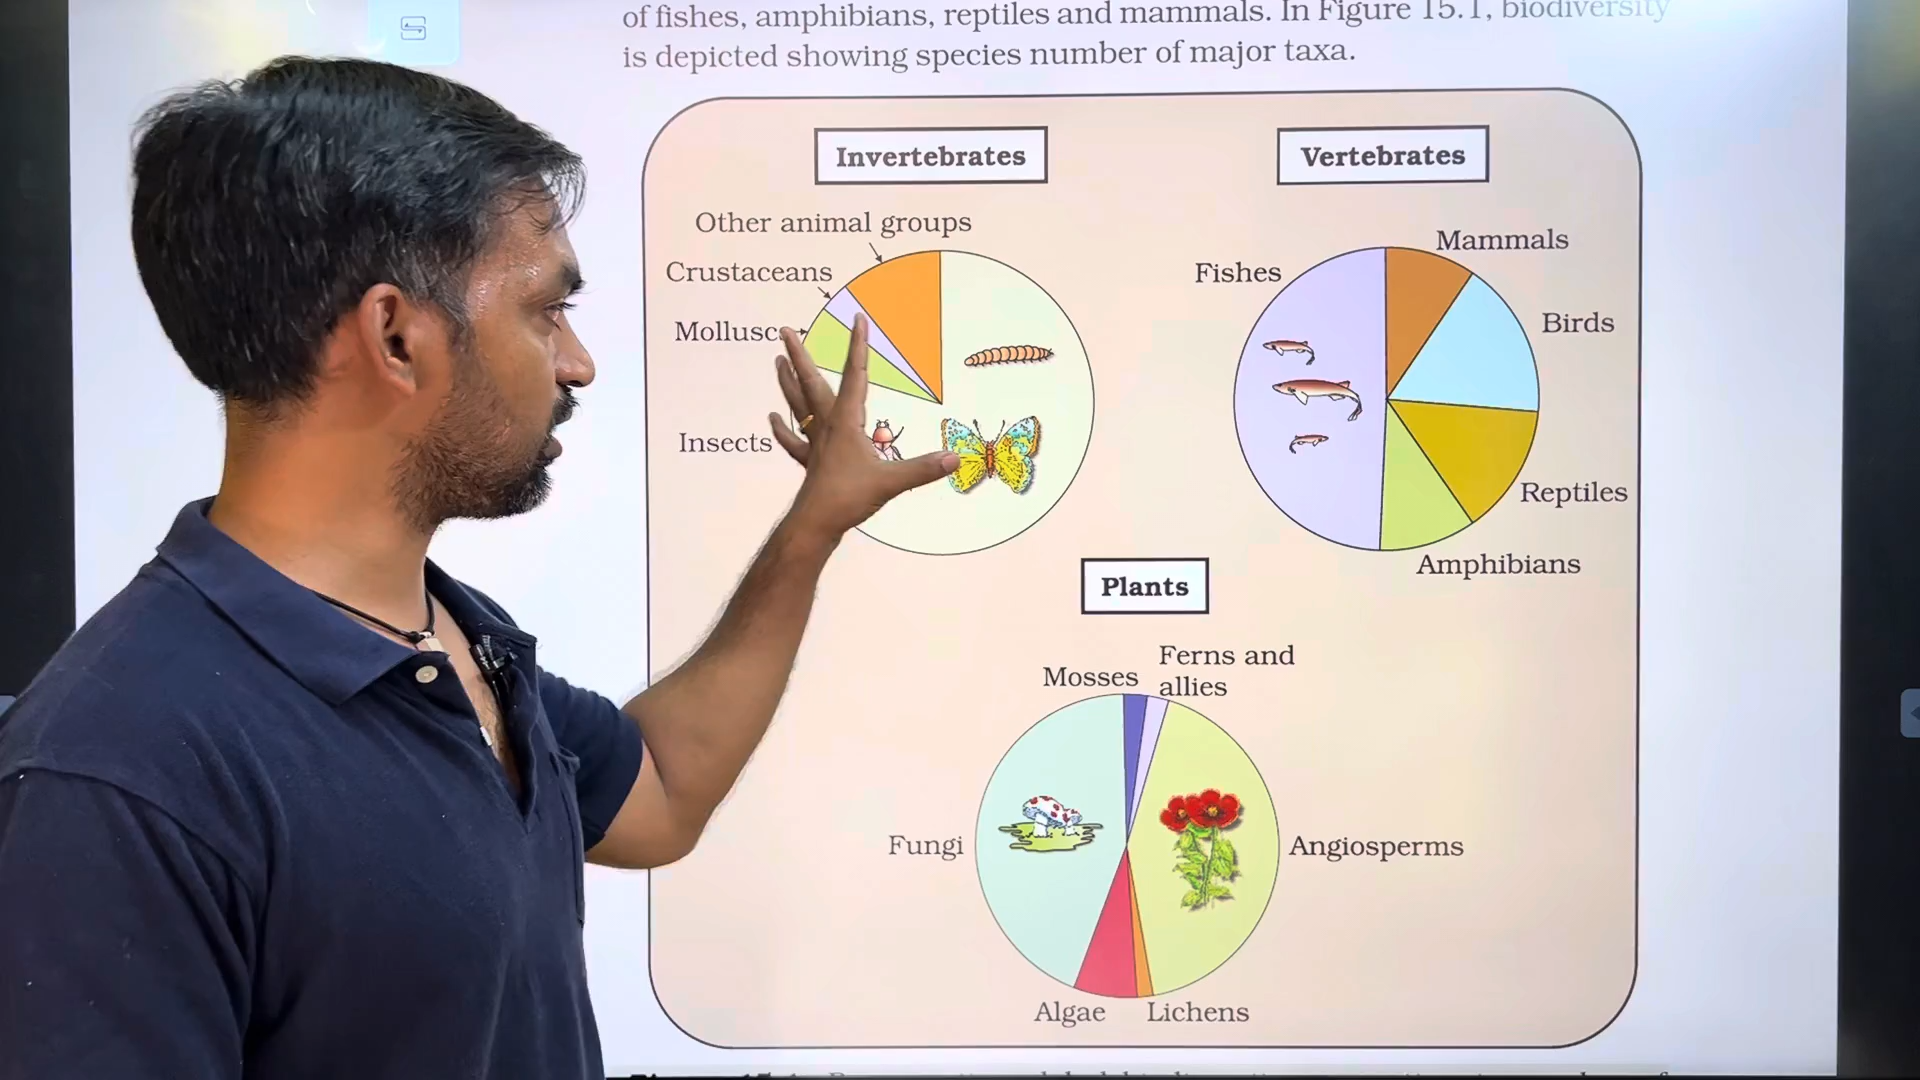 of fishes, amphibians, reptiles and mammals. In Figure 15.1, biodiversity
is depicted showing species number of major taxa.
Invertebrates
Vertebrates
Other animal groups
Crustaceans
Molluscs
Insects
Mammals
Fishes
Birds
Reptiles
Amphibians
Plants
Mosses
Ferns and
allies
Fungi
Angiosperms
Algae
Lichens